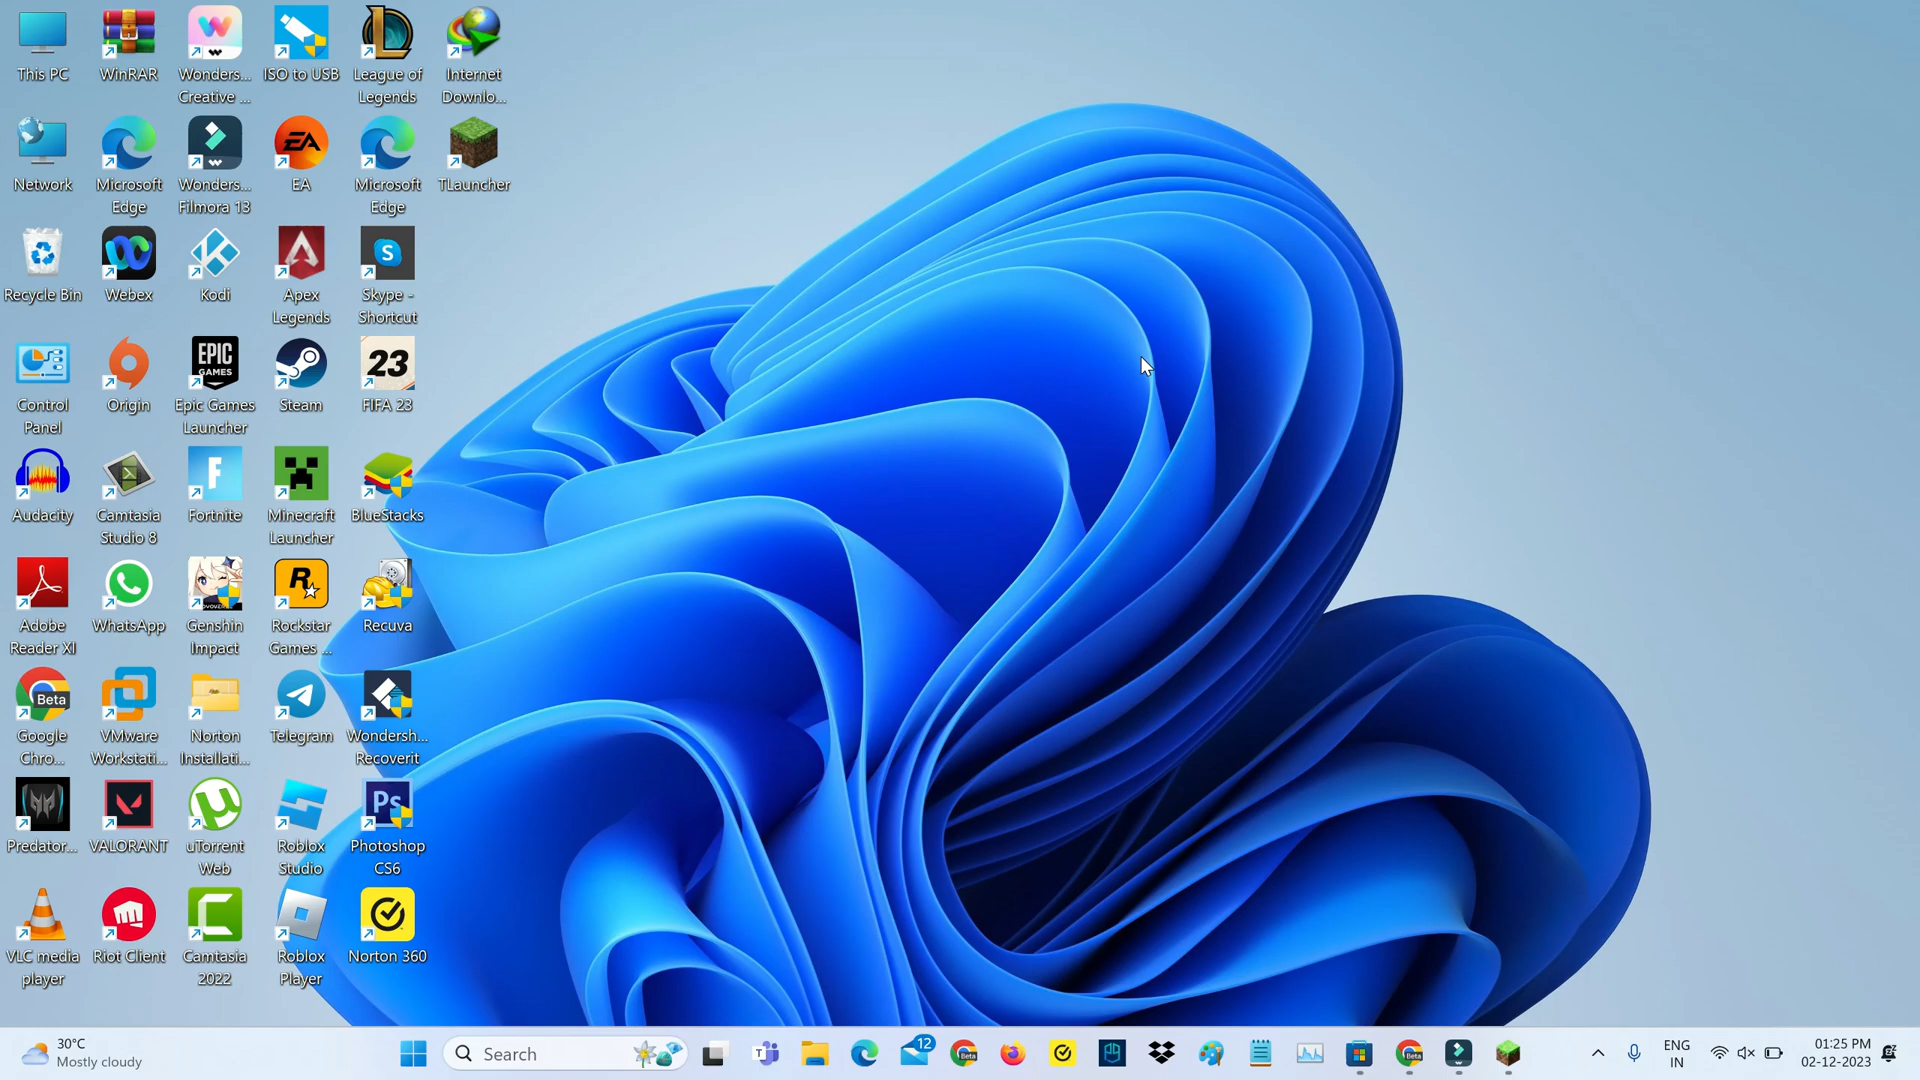 This PC
WinRAR
Wonders...
Creative ...
ISO to USB
League of
Legends
Internet
Downlo...
Network
Microsoft
Edge
Wonders...
Filmora 13
EA
EA
Microsoft
Edge
TLauncher
Recycle Bin
Webex
Kodi
Apex
Legends
S
Skype -
Shortcut
Control
Panel
Origin
EPIC
GAMES
Epic Games
Launcher
Steam
23
FIFA 23
Audacity
Camtasia
Studio 8
F
Fortnite
Minecraft
Launcher
BlueStacks
Adobe
Reader XI
WhatsApp
Genshin
Impact
R
Rockstar
Games ...
Recuva
Beta
Google
Chro...
VMware
Workstati...
Norton
Installati...
Telegram
Wondersh...
Recoverit
Predator...
VALORANT
uTorrent
Web
Roblox
Studio
Ps
Photoshop
CS6
VLC media
player
Riot Client
Camtasia
2022
Roblox
Player
Norton 360
30°C
Mostly cloudy
Search
12
Beta
Beta
ENG
IN
01:25 PM
02-12-2023